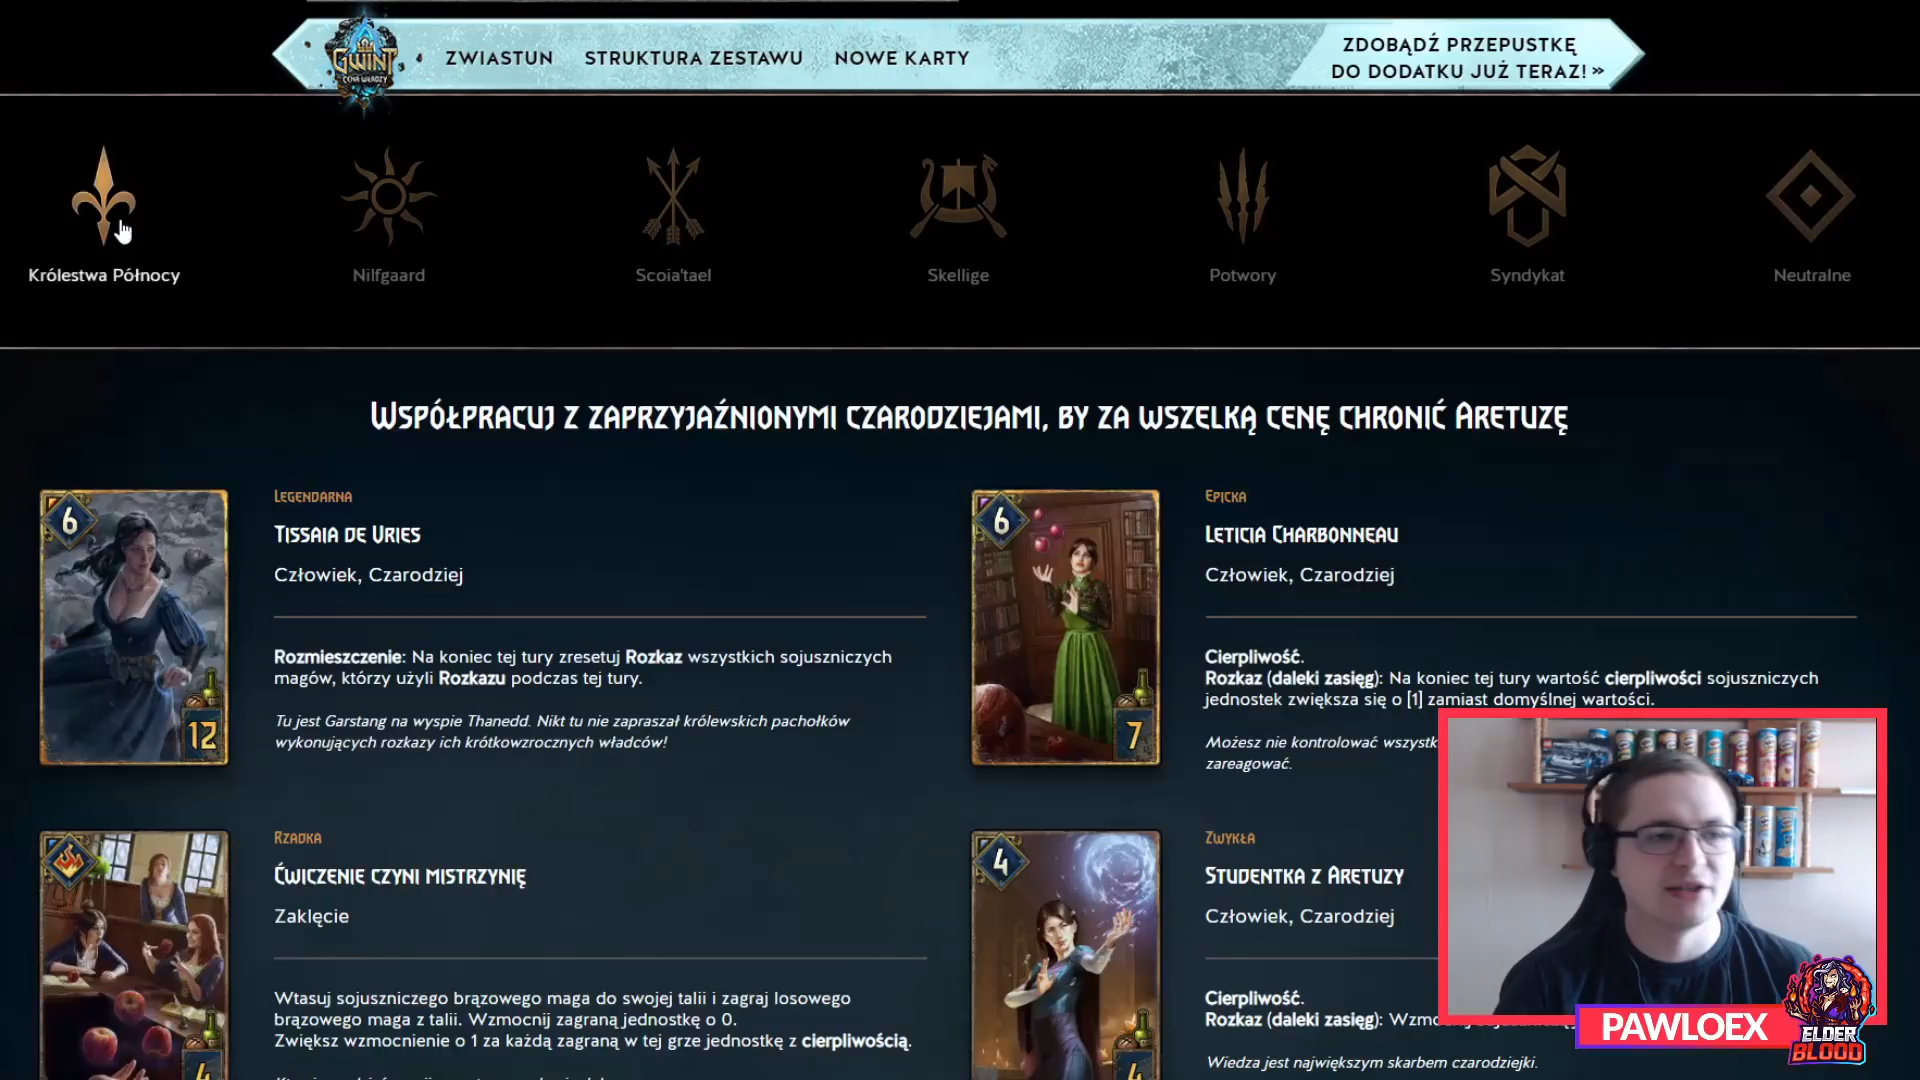 GWINT
CENA WŁADZY
ZWIASTUN
STRUKTURA ZESTAWU
NOWE KARTY
ZDOBĄDŹ PRZEPUSTKĘ
DO DODATKU JUŻ TERAZ! »
Królestwa Północy
Nilfgaard
Scoia'tael
Skellige
Potwory
Syndykat
Neutralne
WSPÓŁPRACUJ Z ZAPRZYJAŹNIONYMI CZARODZIEJAMI, BY ZA WSZELKĄ CENĘ CHRONIĆ ARETUZĘ
6
12
LEGENDARNA
TISSAIA DE VRIES
Człowiek, Czarodziej
Rozmieszczenie: Na koniec tej tury zresetuj Rozkaz wszystkich sojuszniczych
magów, którzy użyli Rozkazu podczas tej tury.
Tu jest Garstang na wyspie Thanedd. Nikt tu nie zapraszał królewskich pachołków
wykonujących rozkazy ich krótkowzrocznych władców!
6
7
EPICKA
LETICIA CHARBONNEAU
Człowiek, Czarodziej
Cierpliwość.
Rozkaz (daleki zasięg): Na koniec tej tury wartość cierpliwości sojuszniczych
jednostek zwiększa się o [1] zamiast domyślnej wartości.
Możesz nie kontrolować wszystk
zareagować.
4
RZADKA
ĆWICZENIE CZYNI MISTRZYNIĘ
Zaklęcie
Wtasuj sojuszniczego brązowego maga do swojej talii i zagraj losowego
brązowego maga z talii. Wzmocnij zagraną jednostkę o 0.
Zwiększ wzmocnienie o 1 za każdą zagraną w tej grze jednostkę z cierpliwością.
4
4
ZWYKŁA
STUDENTKA Z ARETUZY
Człowiek, Czarodziej
Cierpliwość.
Rozkaz (daleki zasięg):
Wiedza jest największym skarbem czarodziejki.
PAWLOEX
ELDER
BLOOD